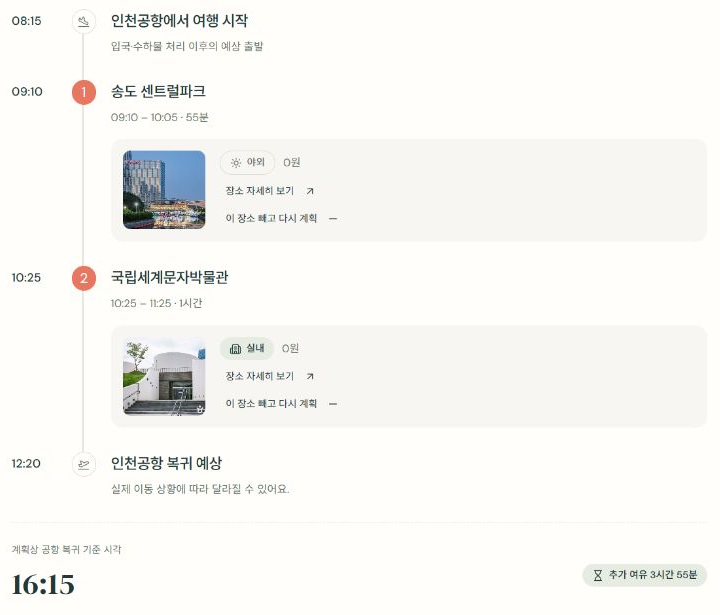 08:15 인천공항에서 여행 시작
입국·수하물 처리 이후의 예상 출발
09:10 1 송도 센트럴파크
09:10 – 10:05 · 55분
야외 0원
장소 자세히 보기 ↗
이 장소 빼고 다시 계획 −
10:25 2 국립세계문자박물관
10:25 – 11:25 · 1시간
실내 0원
장소 자세히 보기 ↗
이 장소 빼고 다시 계획 −
12:20 인천공항 복귀 예상
실제 이동 상황에 따라 달라질 수 있어요.
계획상 공항 복귀 기준 시각
16:15 추가 여유 3시간 55분